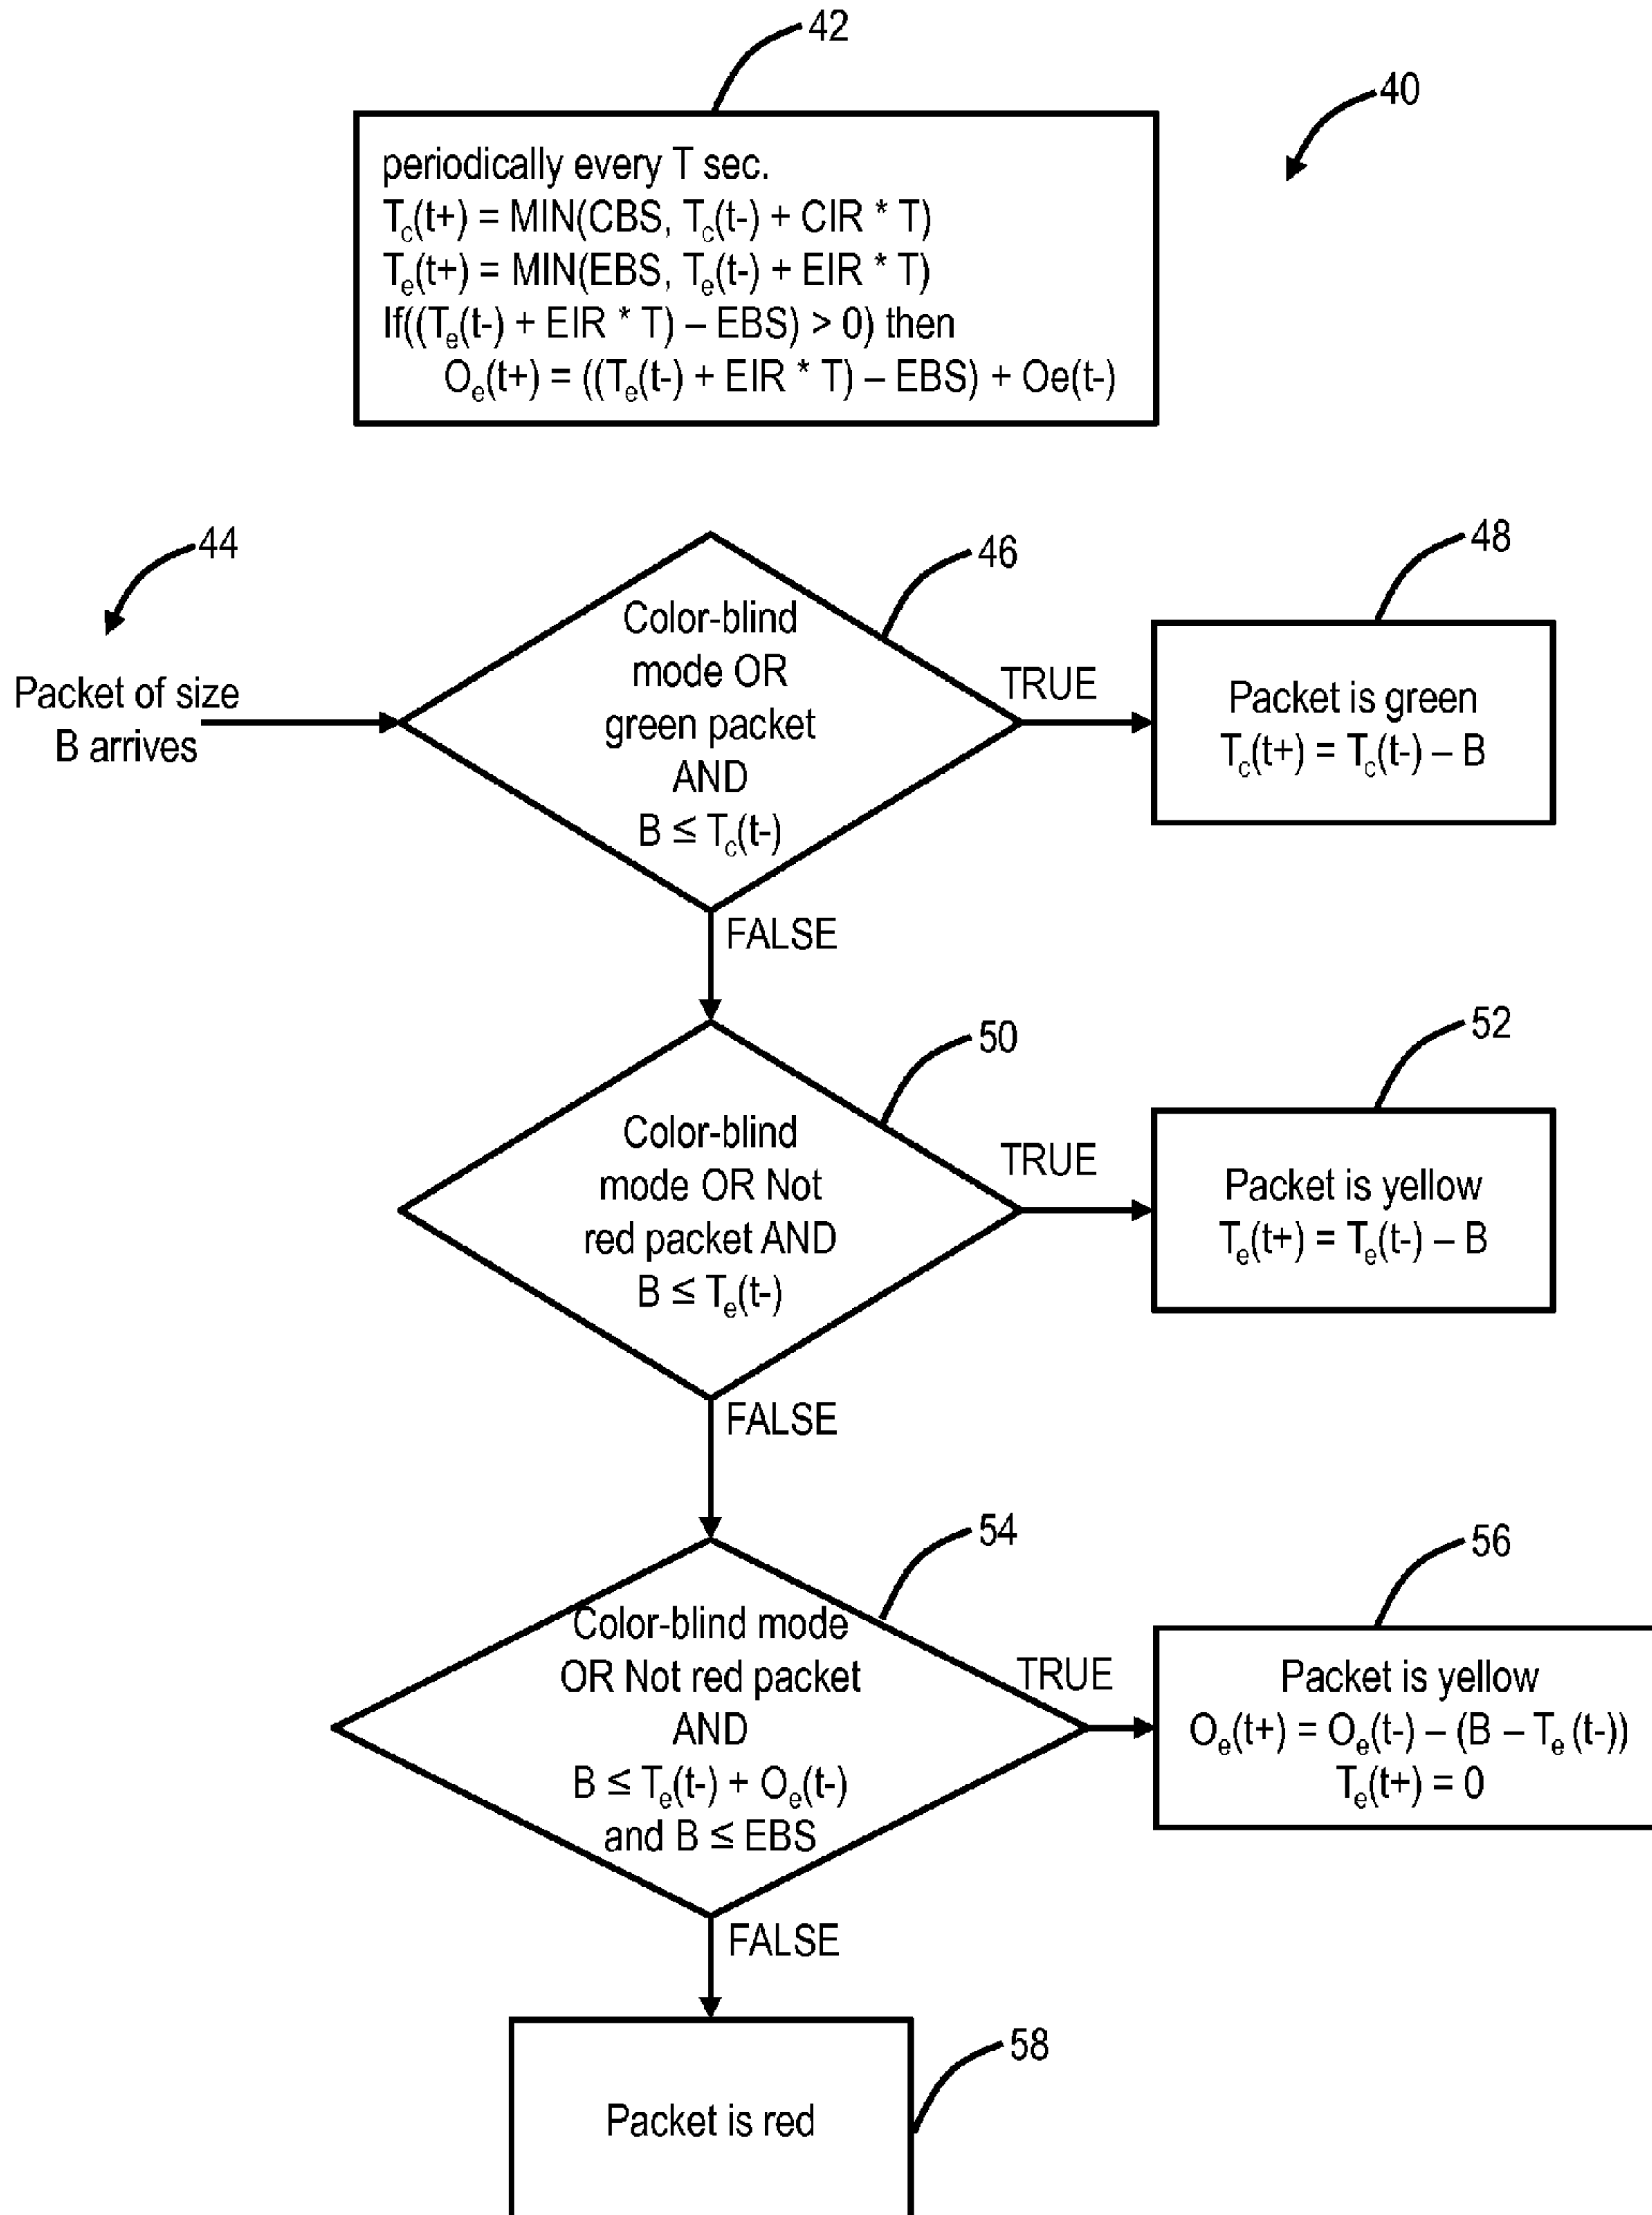 42
40
periodically every T sec.
Tc(t+) = MIN(CBS, Tc(t-) + CIR * T)
Te(t+) = MIN(EBS, Te(t-) + EIR * T)
If((Te(t-) + EIR * T) – EBS) > 0) then
Oe(t+) = ((Te(t-) + EIR * T) – EBS) + Oe(t-)
44
Packet of size
B arrives
46
Color-blind
mode OR
green packet
AND
B ≤ Tc(t-)
TRUE
48
Packet is green
Tc(t+) = Tc(t-) – B
FALSE
50
Color-blind
mode OR Not
red packet AND
B ≤ Te(t-)
TRUE
52
Packet is yellow
Te(t+) = Te(t-) – B
FALSE
54
Color-blind mode
OR Not red packet
AND
B ≤ Te(t-) + Oe(t-)
and B ≤ EBS
TRUE
56
Packet is yellow
Oe(t+) = Oe(t-) – (B – Te (t-))
Te(t+) = 0
FALSE
58
Packet is red